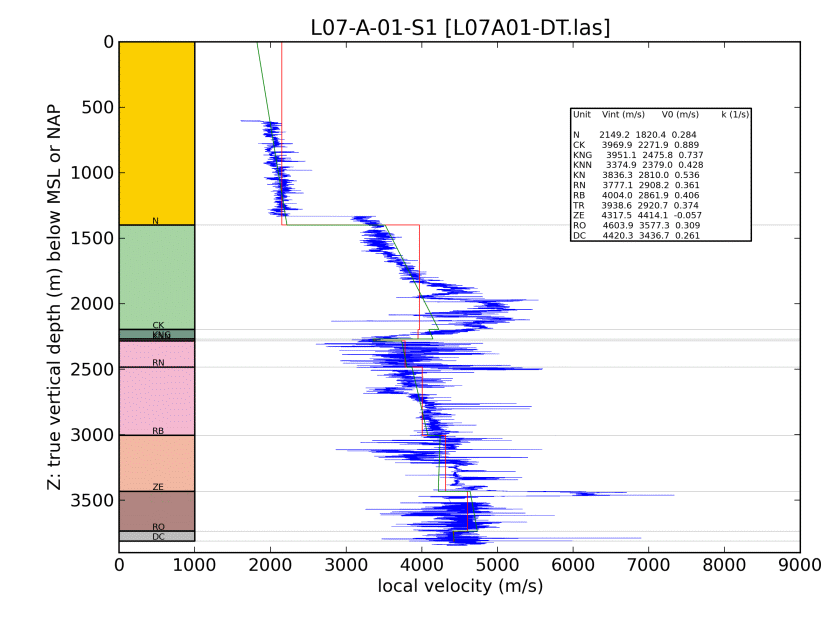 L07-A-01-S1 [L07A01-DT.las]
Z: true vertical depth (m) below MSL or NAP
0
500
1000
1500
2000
2500
3000
3500
N
CK
KNG
RN
RB
ZE
RO
DC
Unit Vint (m/s) V0 (m/s) k (1/s)
N 2149.2 1820.4 0.284
CK 3969.9 2271.9 0.889
KNG 3951.1 2475.8 0.737
KNN 3374.9 2379.0 0.428
KN 3836.3 2810.0 0.536
RN 3777.1 2908.2 0.361
RB 4004.0 2861.9 0.406
TR 3938.6 2920.7 0.374
ZE 4317.5 4414.1 -0.057
RO 4603.9 3577.3 0.309
DC 4420.3 3436.7 0.261
0 1000 2000 3000 4000 5000 6000 7000 8000 9000
local velocity (m/s)